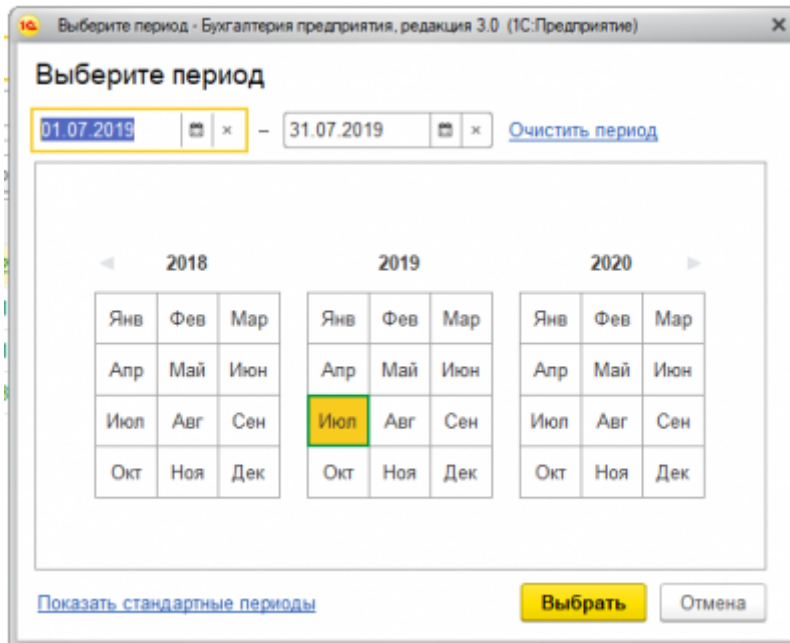 1С Выберите период - Бухгалтерия предприятия, редакция 3.0 (1С:Предприятие)
Выберите период
01.07.2019 – 31.07.2019 Очистить период
2018 2019 2020
Янв Фев Мар Янв Фев Мар Янв Фев Мар
Апр Май Июн Апр Май Июн Апр Май Июн
Июл Авг Сен Июл Авг Сен Июл Авг Сен
Окт Ноя Дек Окт Ноя Дек Окт Ноя Дек
Показать стандартные периоды Выбрать Отмена